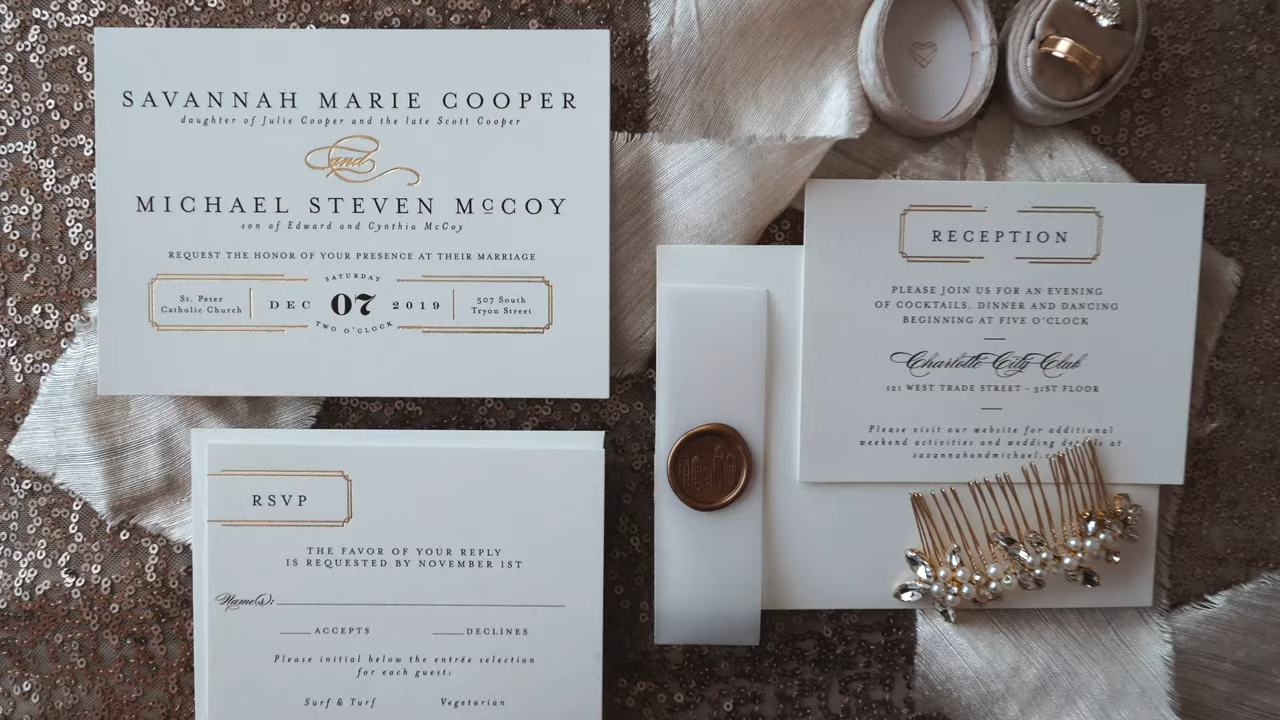 SAVANNAH MARIE COOPER
daughter of Julie Cooper and the late Scott Cooper
and
MICHAEL STEVEN McCOY
son of Edward and Cynthia McCoy
REQUEST THE HONOR OF YOUR PRESENCE AT THEIR MARRIAGE
SATURDAY
St. Peter
Catholic Church
DEC 07 2019
507 South
Tryon Street
TWO O'CLOCK
RECEPTION
PLEASE JOIN US FOR AN EVENING
OF COCKTAILS, DINNER AND DANCING
BEGINNING AT FIVE O'CLOCK
Charlotte City Club
121 WEST TRADE STREET · 31ST FLOOR
Please visit our website for additional
weekend activities and wedding details at
savannahandmichael.c
RSVP
THE FAVOR OF YOUR REPLY
IS REQUESTED BY NOVEMBER 1ST
Name(s):
ACCEPTS DECLINES
Please initial below the entrée selection
for each guest:
Surf & Turf Vegetarian